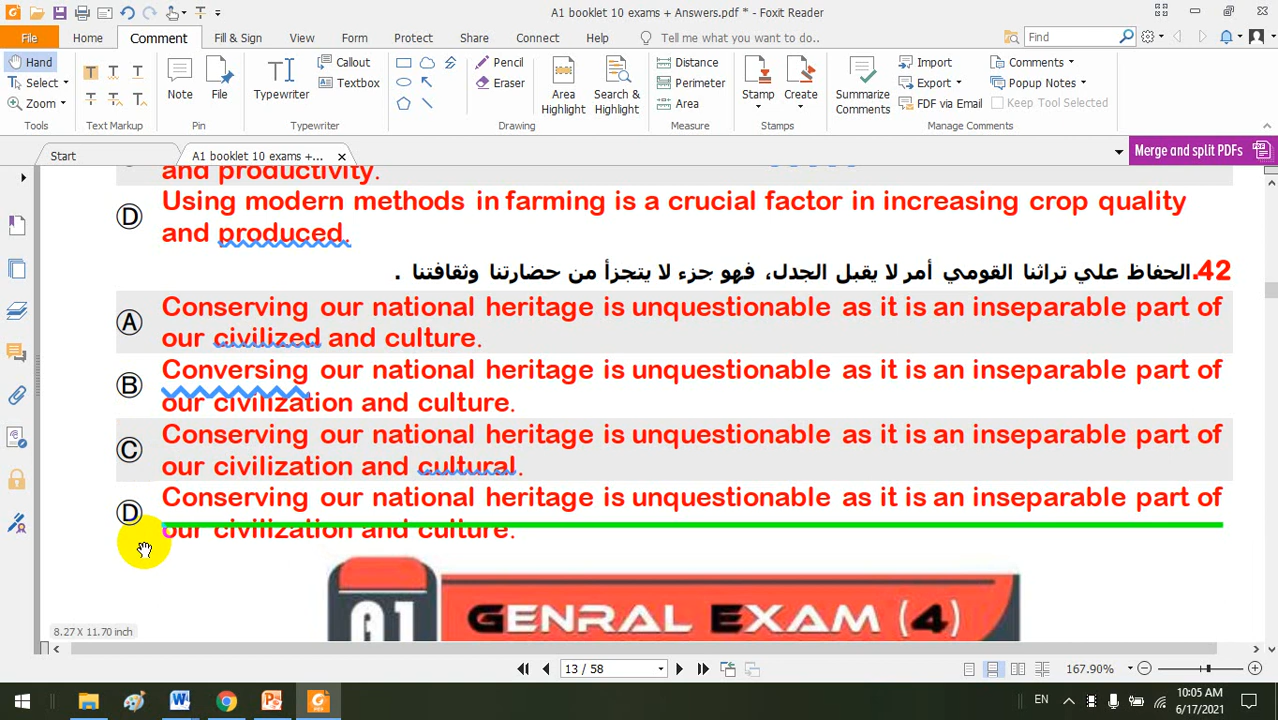 A1 booklet 10 exams + Answers.pdf * - Foxit Reader
File Home Comment Fill & Sign View Form Protect Share Connect Help Tell me what you want to do.. Find
Hand
Select
Zoom
Tools
Text Markup
Note
File
Pin
Typewriter
Callout
Textbox
Typewriter
Pencil
Eraser
Area Highlight
Search & Highlight
Drawing
Distance
Perimeter
Area
Measure
Stamp
Create
Stamps
Summarize Comments
Import
Export
FDF via Email
Comments
Popup Notes
Keep Tool Selected
Manage Comments
Start
A1 booklet 10 exams +...
Merge and split PDFs
and productivity.
D Using modern methods in farming is a crucial factor in increasing crop quality
and produced.
42. الحفاظ علي تراثنا القومي أمر لا يقبل الجدل، فهو جزء لا يتجزأ من حضارتنا وثقافتنا .
A Conserving our national heritage is unquestionable as it is an inseparable part of
our civilized and culture.
B Conversing our national heritage is unquestionable as it is an inseparable part of
our civilization and culture.
C Conserving our national heritage is unquestionable as it is an inseparable part of
our civilization and cultural.
D Conserving our national heritage is unquestionable as it is an inseparable part of
our civilization and culture.
A1 GENRAL EXAM (4)
8.27 X 11.70 inch
13 / 58
167.90%
EN
10:05 AM
6/17/2021